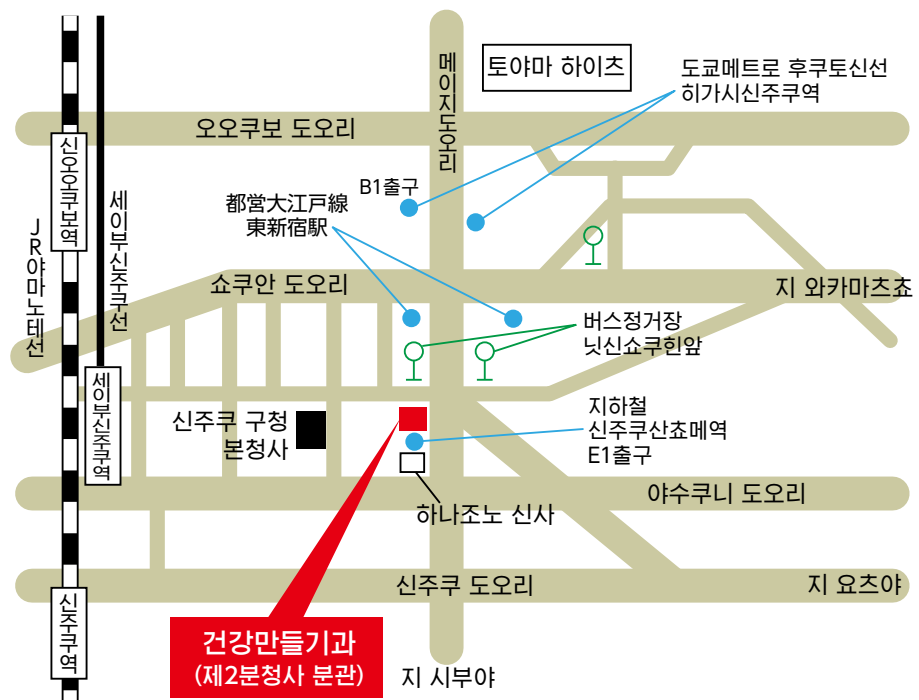 메이지도오리
토야마 하이츠
도쿄메트로 후쿠토신선
히가시신주쿠역
오오쿠보 도오리
신오오쿠보역
B1출구
都営大江戸線
東新宿駅
세이부신주쿠선
JR야마노테선
쇼쿠안 도오리
지 와카마츠쵸
버스정거장
닛신쇼쿠힌앞
세이부신주쿠역
신주쿠 구청
본청사
지하철
신주쿠산쵸메역
E1출구
야수쿠니 도오리
하나조노 신사
신주쿠 도오리
지 요츠야
신주쿠역
건강만들기과
(제2분청사 분관)
지 시부야